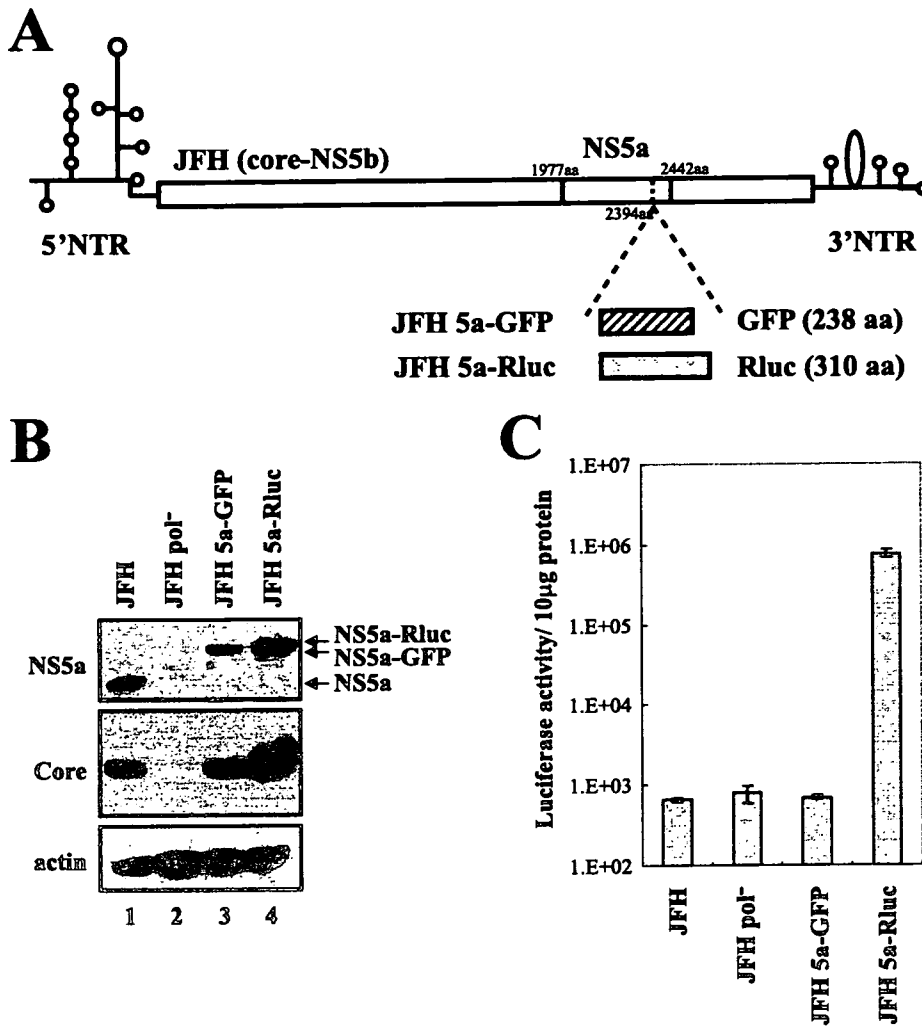 A
JFH (core-NS5b)
NS5a
1977aa
2442aa
2394aa
5'NTR
3'NTR
JFH 5a-GFP
GFP (238 aa)
JFH 5a-Rluc
Rluc (310 aa)
B
JFH
JFH pol-
JFH 5a-GFP
JFH 5a-Rluc
NS5a
NS5a-Rluc
NS5a-GFP
NS5a
Core
actin
1 2 3 4
C
Luciferase activity/ 10μg protein
1.E+07
1.E+06
1.E+05
1.E+04
1.E+03
1.E+02
JFH
JFH pol-
JFH 5a-GFP
JFH 5a-Rluc